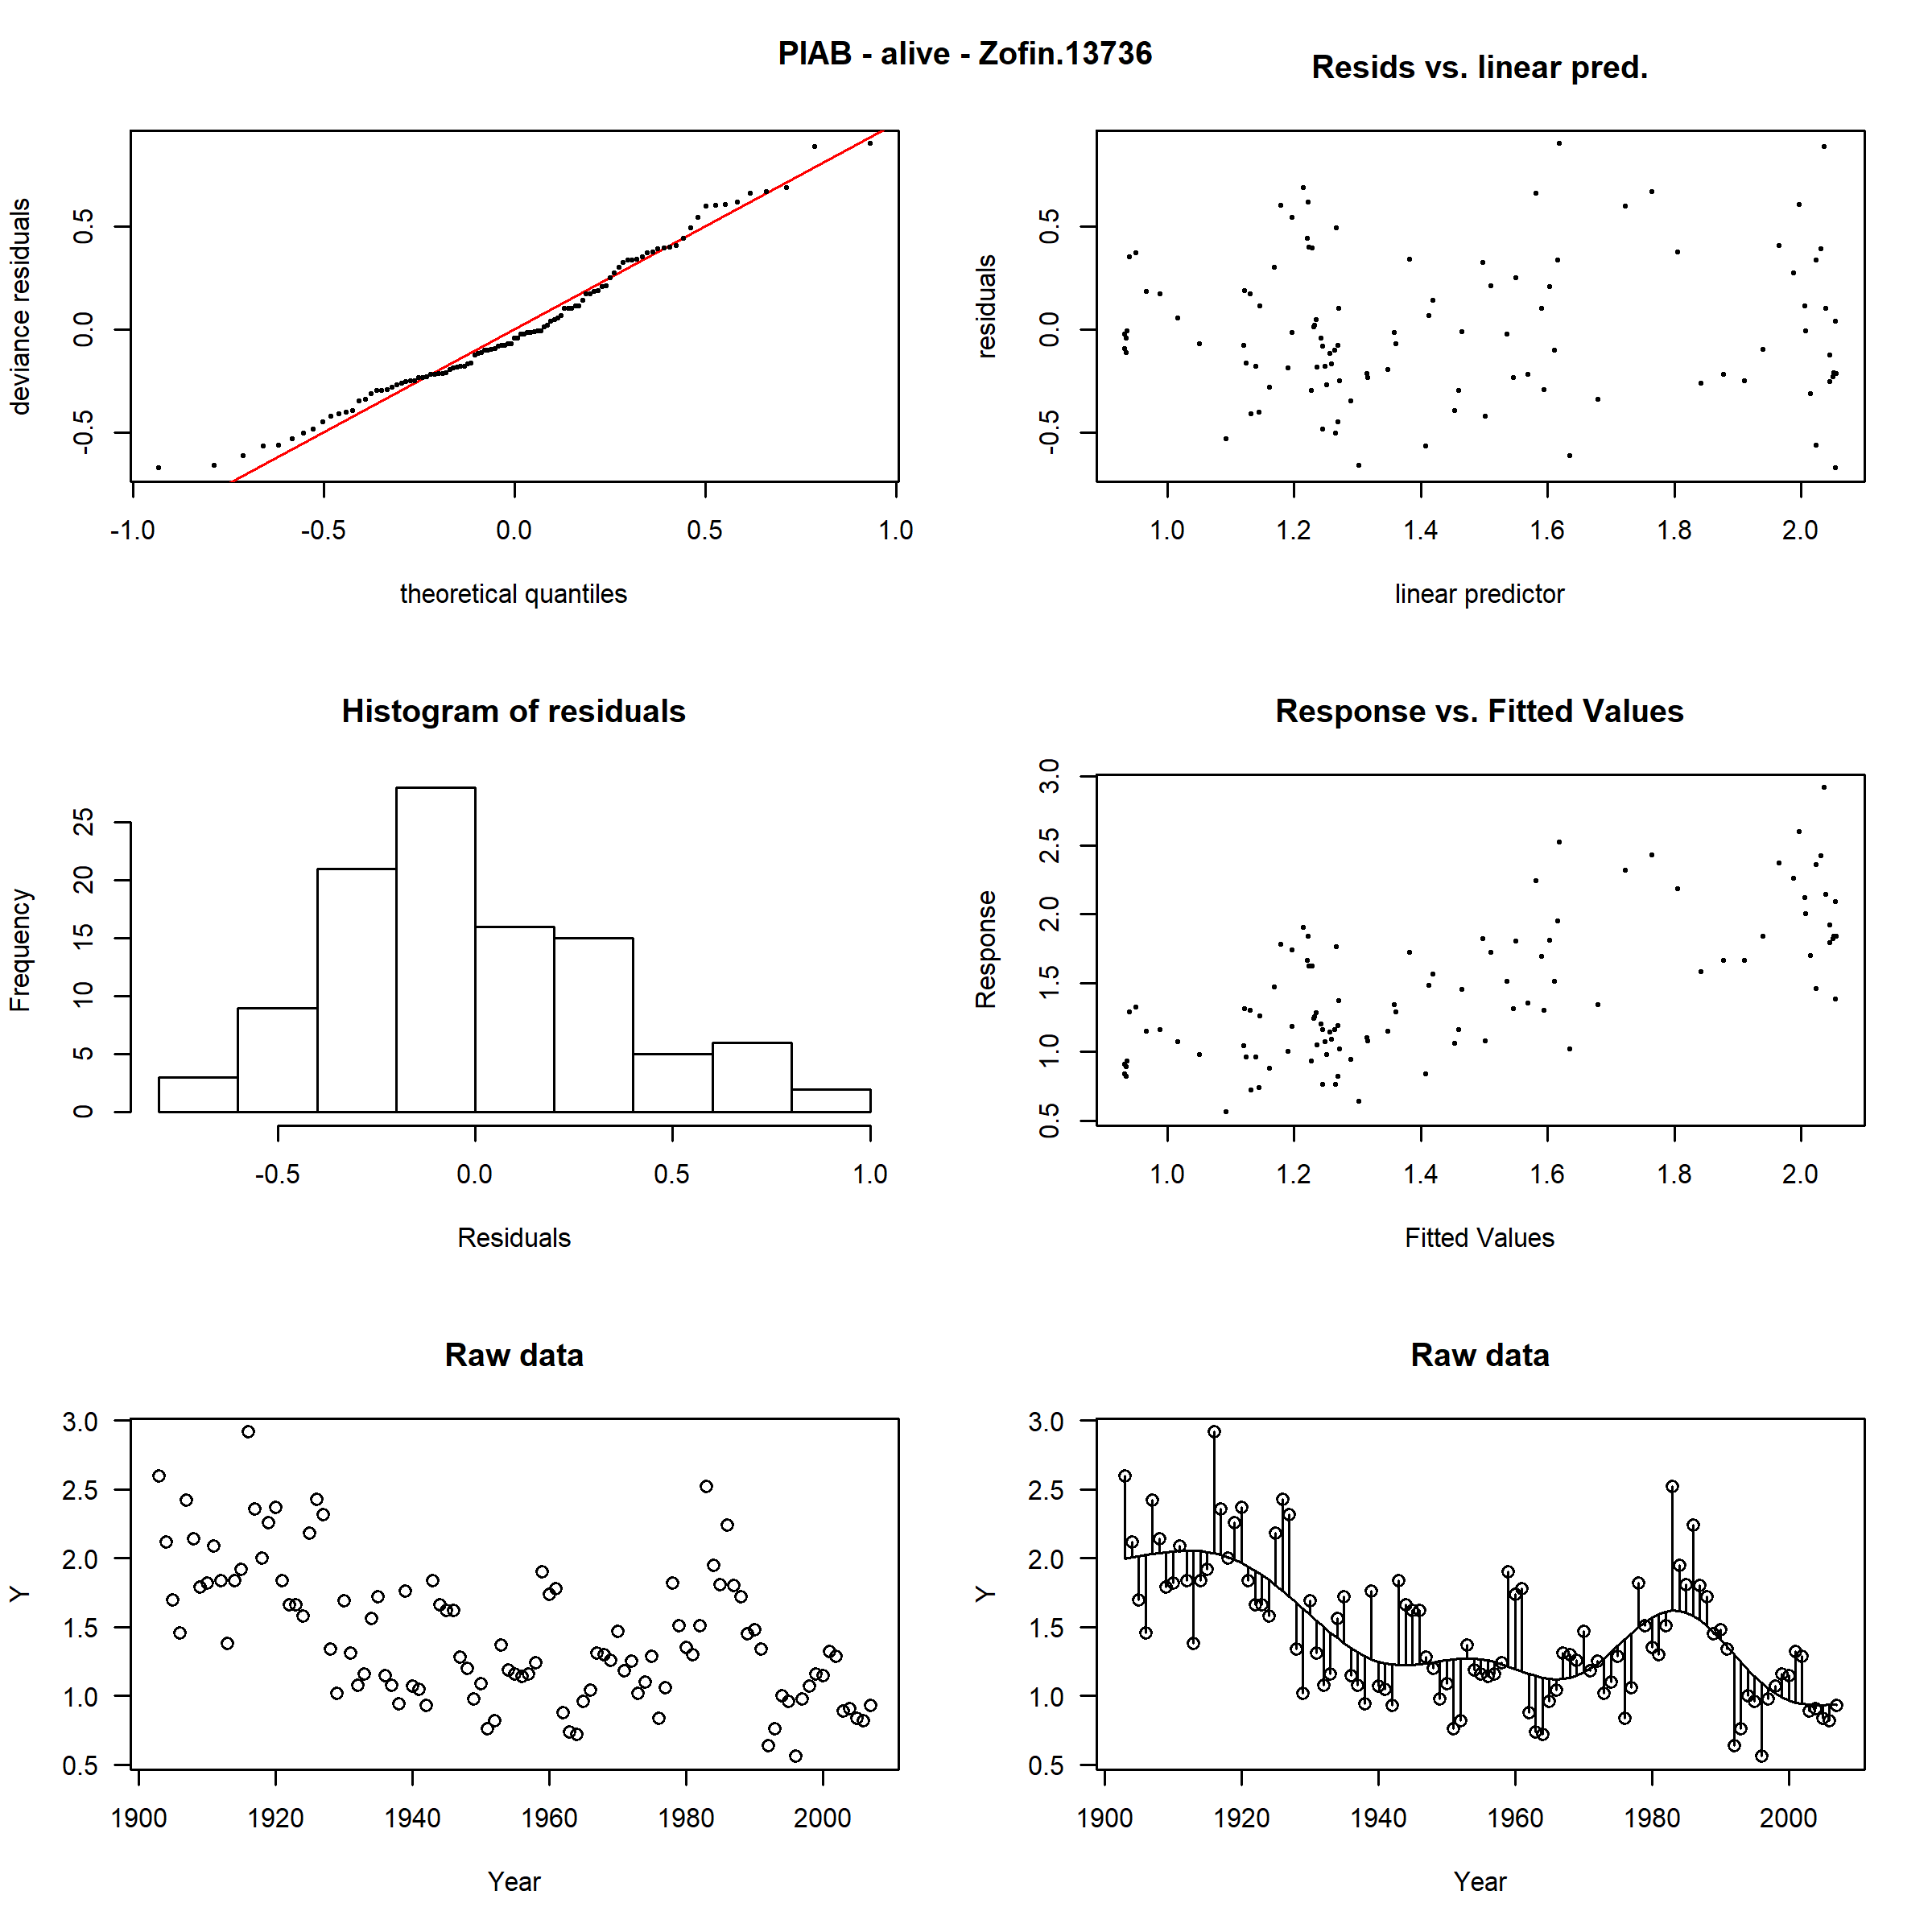 PIAB - alive - Zofin.13736
Resids vs. linear pred.
deviance residuals
-0.5 0.0 0.5
-1.0 -0.5 0.0 0.5 1.0
theoretical quantiles
residuals
-0.5 0.0 0.5
1.0 1.2 1.4 1.6 1.8 2.0
linear predictor
Histogram of residuals
Frequency
0 5 10 15 20 25
-0.5 0.0 0.5 1.0
Residuals
Response vs. Fitted Values
Response
0.5 1.0 1.5 2.0 2.5 3.0
1.0 1.2 1.4 1.6 1.8 2.0
Fitted Values
Raw data
Y
3.0
2.5
2.0
1.5
1.0
0.5
1900 1920 1940 1960 1980 2000
Year
Raw data
Y
3.0
2.5
2.0
1.5
1.0
0.5
1900 1920 1940 1960 1980 2000
Year